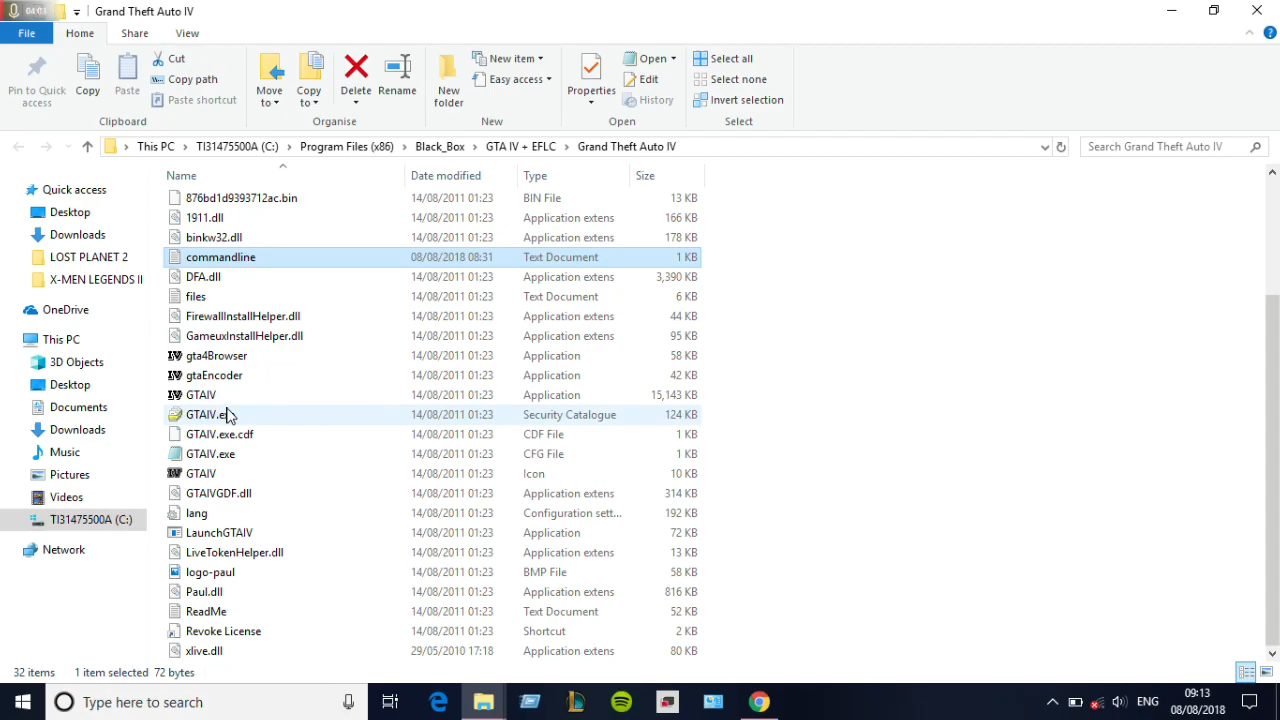 Grand Theft Auto IV
File Home Share View
Pin to Quick access
Copy
Paste
Cut
Copy path
Paste shortcut
Clipboard
Move to
Copy to
Delete
Rename
Organise
New folder
New item
Easy access
New
Properties
Open
Edit
History
Open
Select all
Select none
Invert selection
Select
This PC TI31475500A (C:) Program Files (x86) Black_Box GTA IV + EFLC Grand Theft Auto IV
Search Grand Theft Auto IV
Quick access
Desktop
Downloads
LOST PLANET 2
X-MEN LEGENDS II
OneDrive
This PC
3D Objects
Desktop
Documents
Downloads
Music
Pictures
Videos
TI31475500A (C:)
Network
Name Date modified Type Size
876bd1d9393712ac.bin 14/08/2011 01:23 BIN File 13 KB
1911.dll 14/08/2011 01:23 Application extens 166 KB
binkw32.dll 14/08/2011 01:23 Application extens 178 KB
commandline 08/08/2018 08:31 Text Document 1 KB
DFA.dll 14/08/2011 01:23 Application extens 3,390 KB
files 14/08/2011 01:23 Text Document 6 KB
FirewallInstallHelper.dll 14/08/2011 01:23 Application extens 44 KB
GameuxInstallHelper.dll 14/08/2011 01:23 Application extens 95 KB
gta4Browser 14/08/2011 01:23 Application 58 KB
gtaEncoder 14/08/2011 01:23 Application 42 KB
GTAIV 14/08/2011 01:23 Application 15,143 KB
14/08/2011 01:23 Security Catalogue 124 KB
GTAIV.exe.cdf 14/08/2011 01:23 CDF File 1 KB
GTAIV.exe 14/08/2011 01:23 CFG File 1 KB
GTAIV 14/08/2011 01:23 Icon 10 KB
GTAIVGDF.dll 14/08/2011 01:23 Application extens 314 KB
lang 14/08/2011 01:23 Configuration sett... 192 KB
LaunchGTAIV 14/08/2011 01:23 Application 72 KB
LiveTokenHelper.dll 14/08/2011 01:23 Application extens 13 KB
logo-paul 14/08/2011 01:23 BMP File 58 KB
Paul.dll 14/08/2011 01:23 Application extens 816 KB
ReadMe 14/08/2011 01:23 Text Document 52 KB
Revoke License 14/08/2011 01:23 Shortcut 2 KB
xlive.dll 29/05/2010 17:18 Application extens 80 KB
32 items 1 item selected 72 bytes
Type here to search
ENG
09:13
08/08/2018